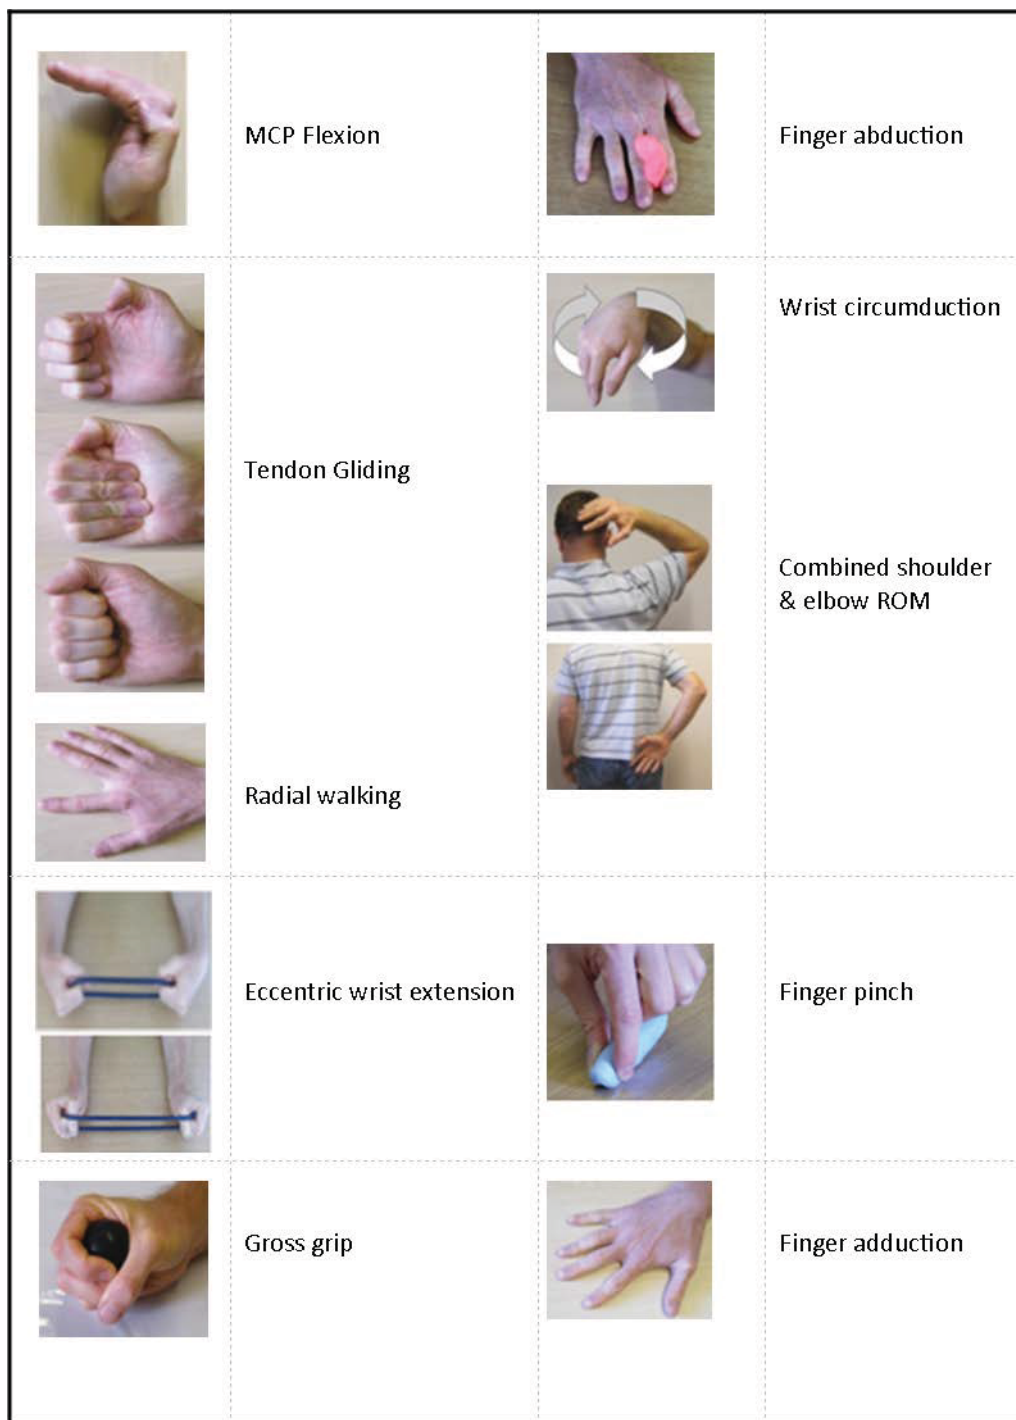 MCP Flexion
Finger abduction
Tendon Gliding
Wrist circumduction
Combined shoulder
& elbow ROM
Radial walking
Eccentric wrist extension
Finger pinch
Gross grip
Finger adduction